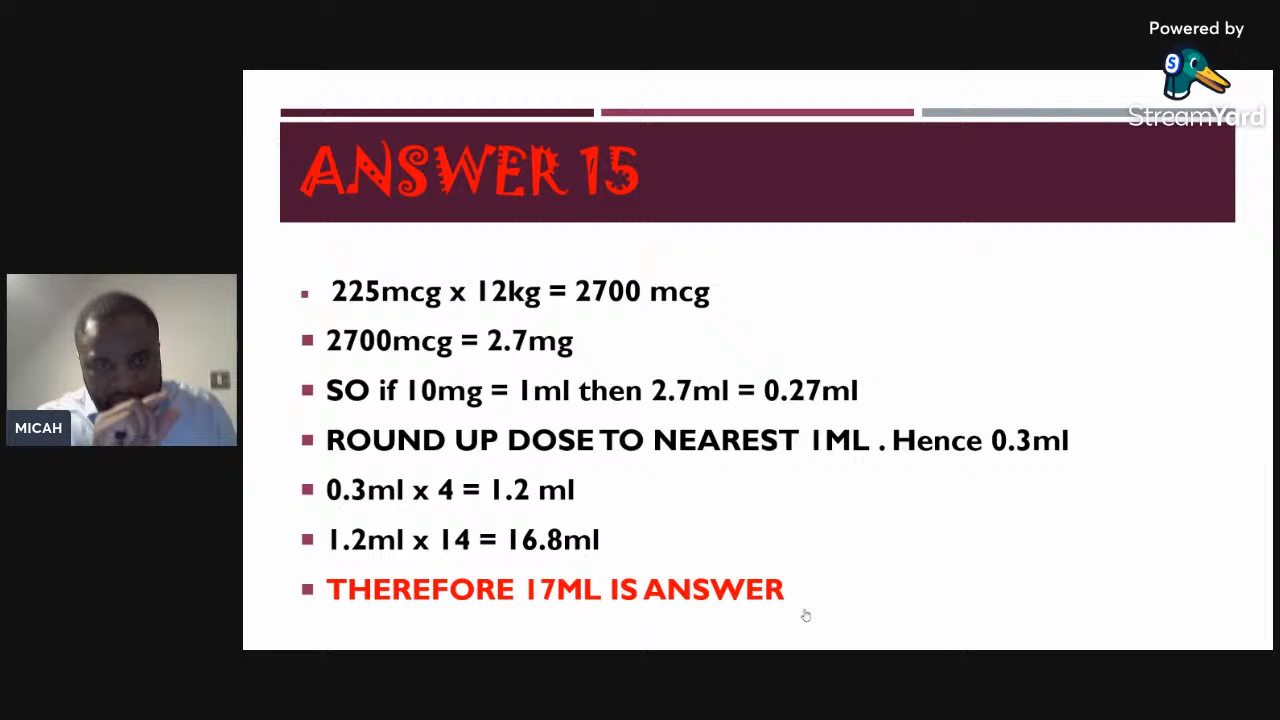 Powered by
StreamYard
ANSWER 15
225mcg x 12kg = 2700 mcg
2700mcg = 2.7mg
SO if 10mg = 1ml then 2.7ml = 0.27ml
ROUND UP DOSE TO NEAREST 1ML . Hence 0.3ml
0.3ml x 4 = 1.2 ml
MICAH
1.2ml x 14 = 16.8ml
THEREFORE 17ML IS ANSWER